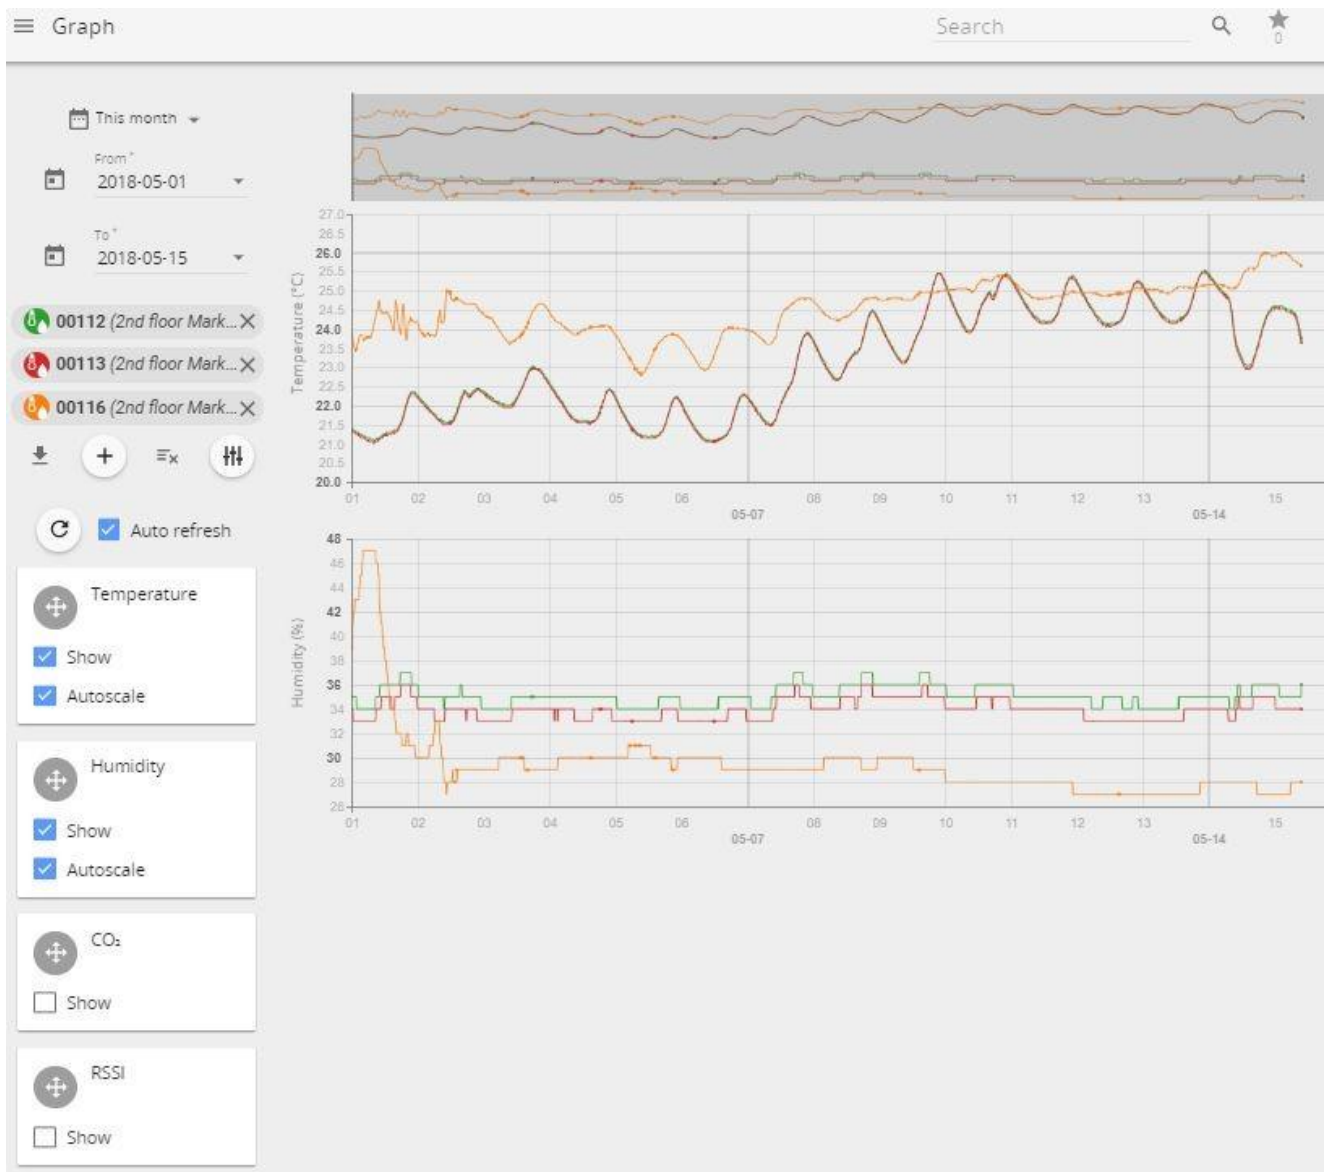 Graph
Search
0
This month
From *
2018-05-01
To *
2018-05-15
00112 (2nd floor Mark...
00113 (2nd floor Mark...
00116 (2nd floor Mark...
Auto refresh
Temperature
Show
Autoscale
Humidity
Show
Autoscale
CO₂
Show
RSSI
Show
Temperature (°C)
27.0
26.0
25.5
25.0
24.5
24.0
23.5
23.0
22.5
22.0
21.5
21.0
20.5
20.0
01 02 03 04 05 06 08 09 10 11 12 13 15
05-07 05-14
Humidity (%)
48
46
44
42
40
38
36
34
32
30
28
26
01 02 03 04 05 06 08 09 10 11 12 13 15
05-07 05-14